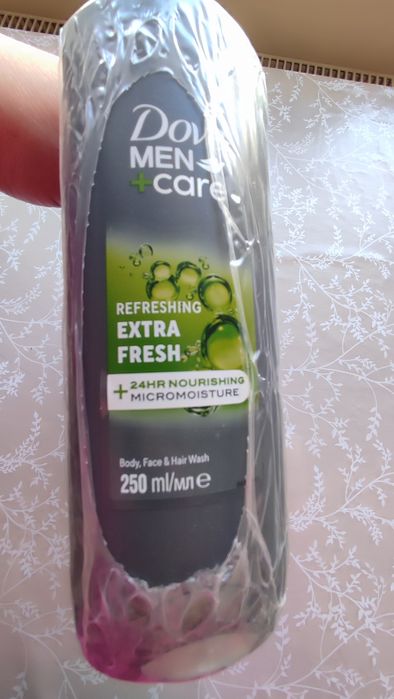 Dove
MEN
+care
REFRESHING
EXTRA
FRESH
+24HR NOURISHING
MICROMOISTURE
Body, Face & Hair Wash
250 ml/мл e